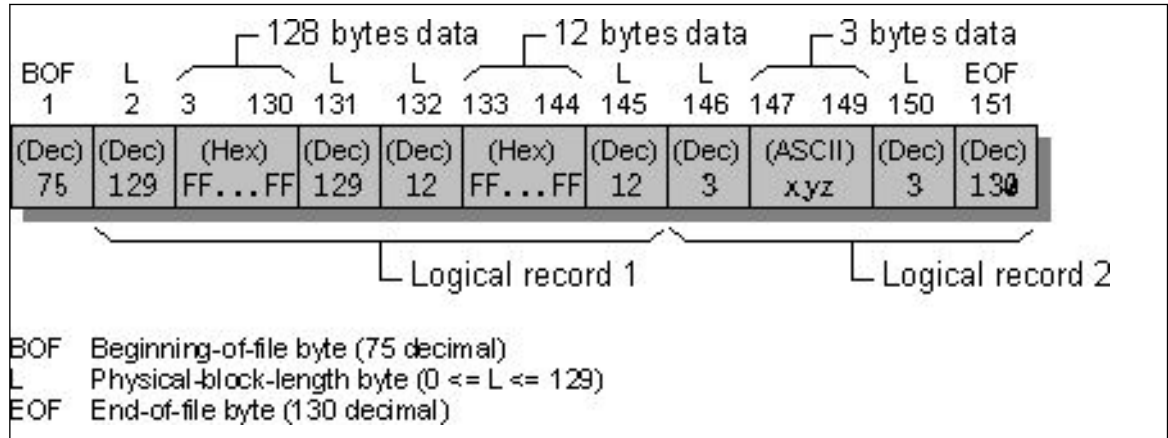 128 bytes data 12 bytes data 3 bytes data
BOF L L L L L L EOF
1 2 3 130 131 132 133 144 145 146 147 149 150 151
(Dec) (Dec) (Hex) (Dec) (Dec) (Hex) (Dec) (Dec) (ASCII) (Dec) (Dec)
75 129 FF...FF 129 12 FF...FF 12 3 xyz 3 130
Logical record 1 Logical record 2
BOF Beginning-of-file byte (75 decimal)
L Physical-block-length byte (0 <= L <= 129)
EOF End-of-file byte (130 decimal)